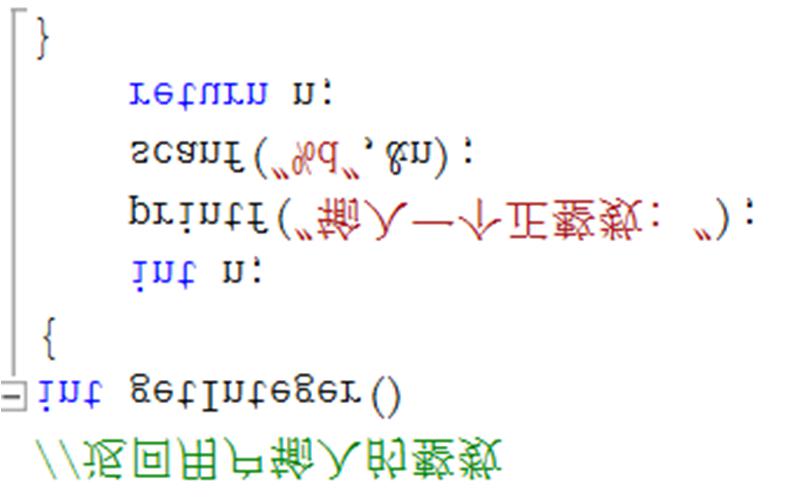 //返回用户输入的整数
int getInteger()
{
int n;
printf("输入一个正整数: ");
scanf("%d",&n);
return n;
}